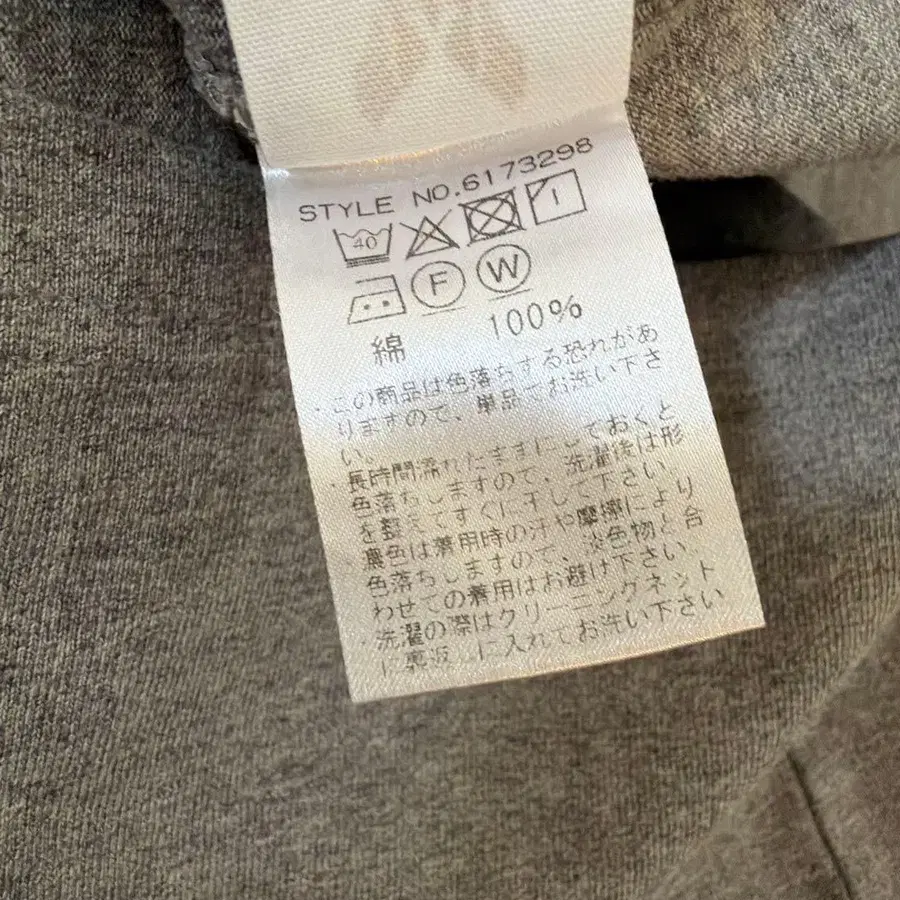 STYLE NO.6173298
40
F W
綿 100%
・この商品は色落ちする恐れがあ
りますので、単品でお洗い下さ
い。
・長時間濡れたままにしておくと
色落ちしますので、洗濯後は形
を整えてすぐに干して下さい。
濃色は着用時の汗や摩擦により
色落ちしますので、淡色物と合
わせての着用はお避け下さい。
・洗濯の際はクリーニングネット
に裏返しに入れてお洗い下さい